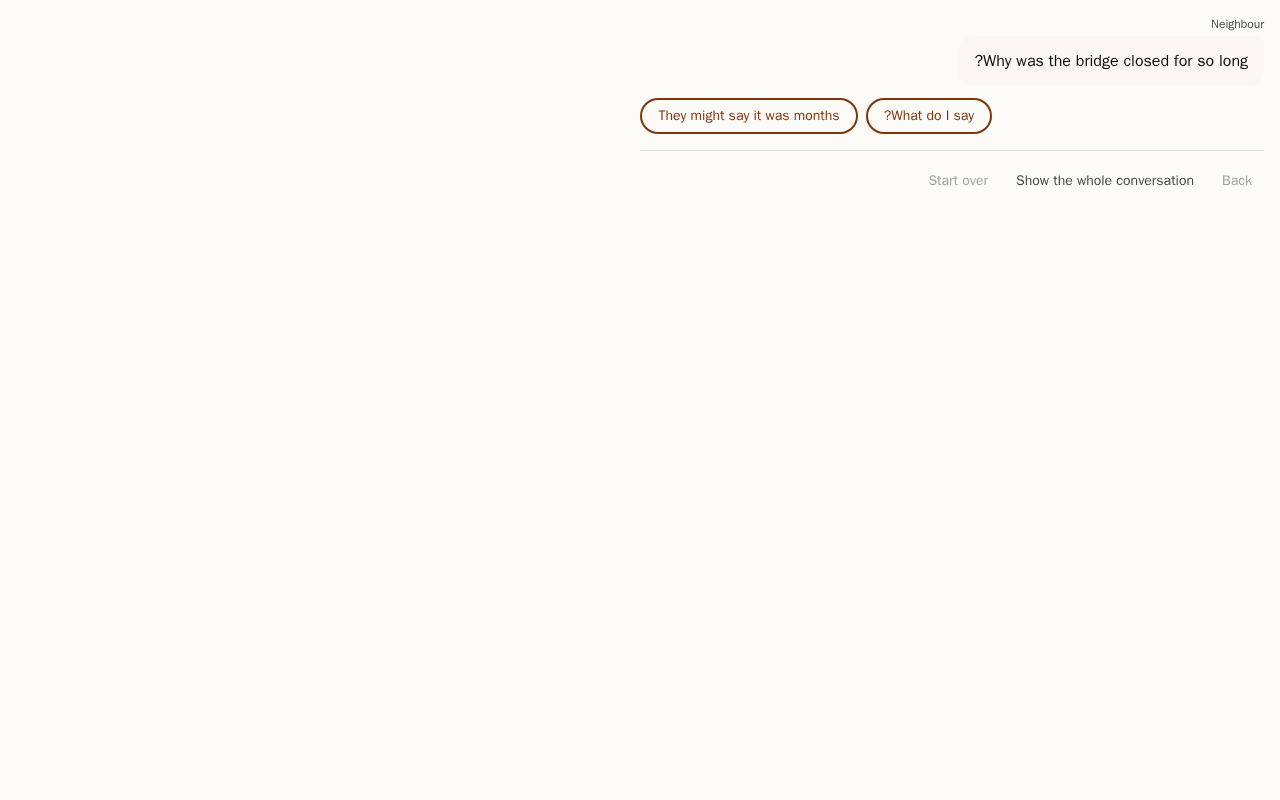 Neighbour
?Why was the bridge closed for so long
?What do I say
They might say it was months
Back
Show the whole conversation
Start over